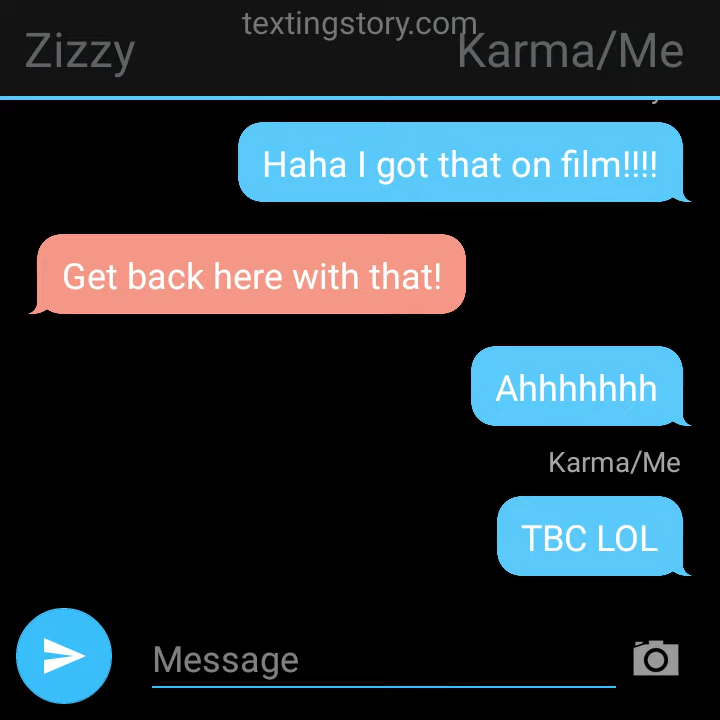 textingstory.com
Zizzy
Karma/Me
Haha I got that on film!!!!
Get back here with that!
Ahhhhhhh
Karma/Me
TBC LOL
Message